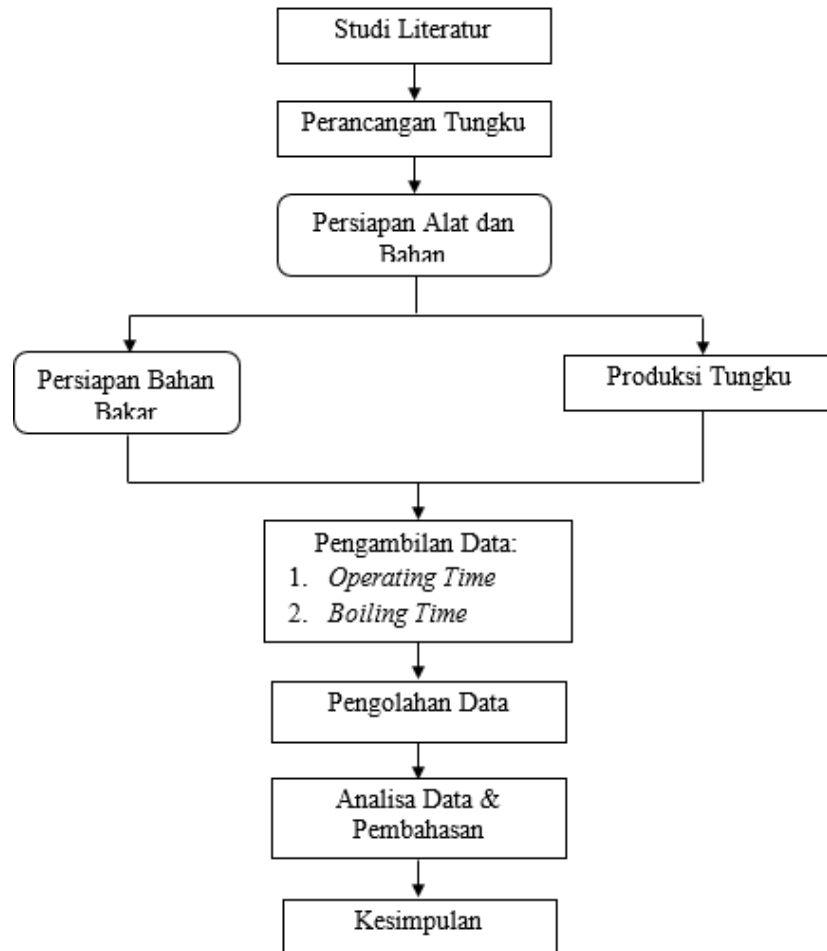 Studi Literatur
Perancangan Tungku
Persiapan Alat dan
Bahan
Persiapan Bahan
Bakar
Produksi Tungku
Pengambilan Data:
1. Operating Time
2. Boiling Time
Pengolahan Data
Analisa Data &
Pembahasan
Kesimpulan